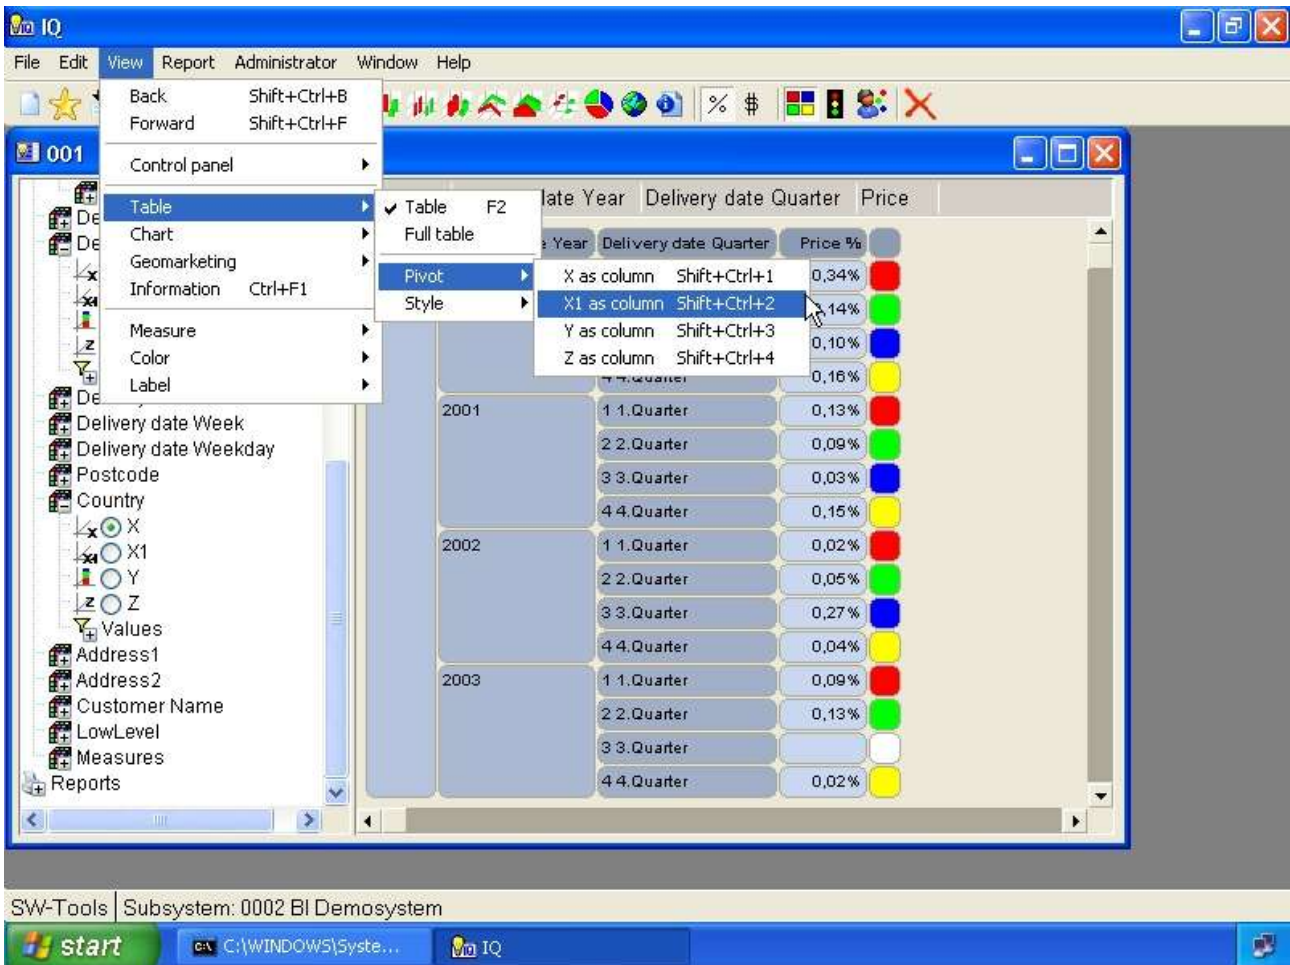 IQ
File Edit View Report Administrator Window Help
% $
001
Back Shift+Ctrl+B
Forward Shift+Ctrl+F
Control panel
Table
Chart
Geomarketing
Information Ctrl+F1
Measure
Color
Label
Table F2
Full table
Pivot
Style
X as column Shift+Ctrl+1
X1 as column Shift+Ctrl+2
Y as column Shift+Ctrl+3
Z as column Shift+Ctrl+4
Year Delivery date Quarter Price
Year Delivery date Quarter Price %
0,34%
,14%
0,10%
0,16%
2001 1 1.Quarter 0,13%
2 2.Quarter 0,09%
3 3.Quarter 0,03%
4 4.Quarter 0,15%
2002 1 1.Quarter 0,02%
2 2.Quarter 0,05%
3 3.Quarter 0,27%
4 4.Quarter 0,04%
2003 1 1.Quarter 0,09%
2 2.Quarter 0,13%
3 3.Quarter
4 4.Quarter 0,02%
De
De
De
Delivery date Week
Delivery date Weekday
Postcode
Country
X
X1
Y
Z
Values
Address1
Address2
Customer Name
LowLevel
Measures
Reports
SW-Tools Subsystem: 0002 BI Demosystem
start C:\WINDOWS\Syste... IQ